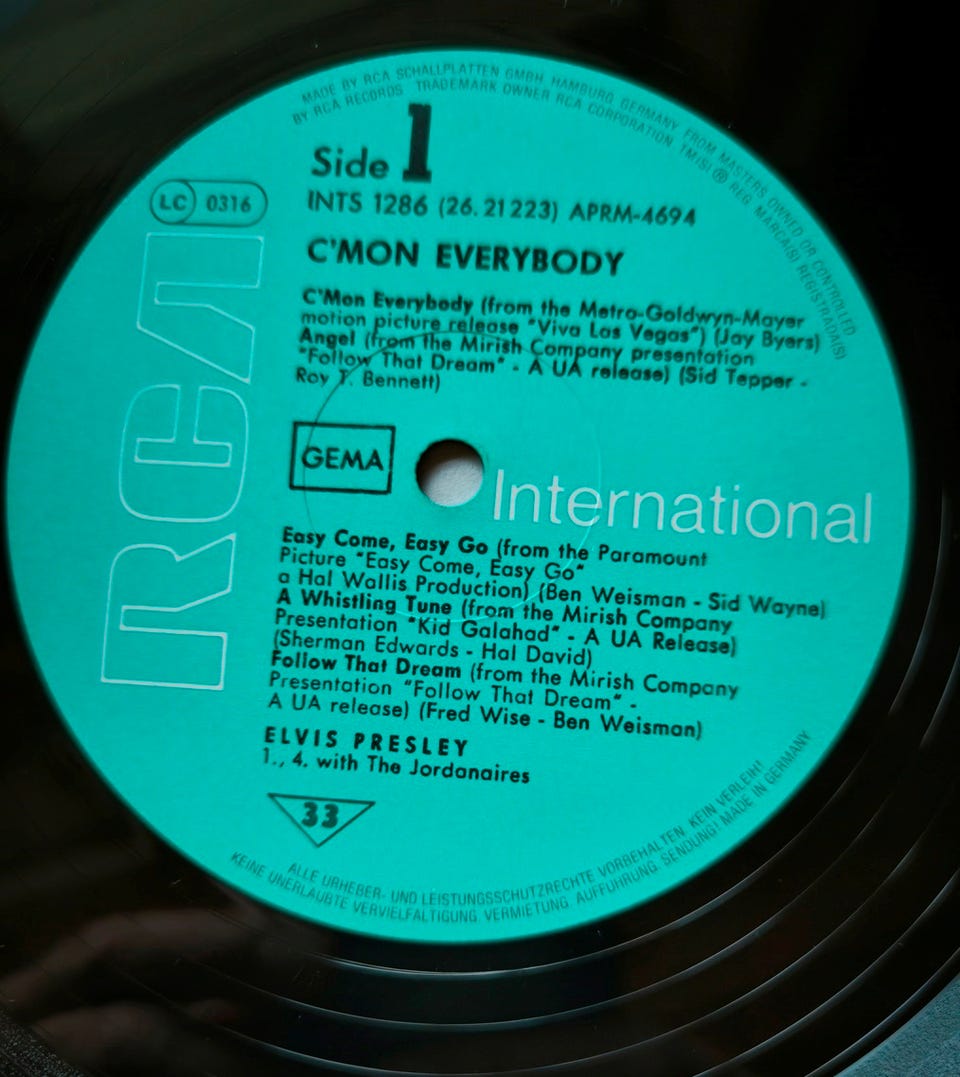 MADE BY RCA SCHALLPLATTEN GMBH. HAMBURG. GERMANY. FROM MASTERS OWNED OR CONTROLLED
BY RCA RECORDS TRADEMARK OWNER RCA CORPORATION. TM(S) ® REG. MARCA(S) REGISTRADA(S)
Side 1
LC 0316
INTS 1286 (26.21223) APRM-4694
C'MON EVERYBODY
C'Mon Everybody (from the Metro-Goldwyn-Mayer
motion picture release "Viva Las Vegas") (Joy Byers)
Angel (from the Mirish Company presentation
"Follow That Dream" - A UA release) (Sid Tepper -
Roy T. Bennett)
RCA
GEMA
International
Easy Come, Easy Go (from the Paramount
Picture "Easy Come, Easy Go"
a Hal Wallis Production) (Ben Weisman - Sid Wayne)
A Whistling Tune (from the Mirish Company
Presentation "Kid Galahad" - A UA Release)
(Sherman Edwards - Hal David)
Follow That Dream (from the Mirish Company
Presentation "Follow That Dream" -
A UA release) (Fred Wise - Ben Weisman)
ELVIS PRESLEY
1., 4. with The Jordanaires
33
ALLE URHEBER- UND LEISTUNGSSCHUTZRECHTE VORBEHALTEN. KEIN VERLEIH!
KEINE UNERLAUBTE VERVIELFÄLTIGUNG, VERMIETUNG, AUFFÜHRUNG, SENDUNG! MADE IN GERMANY